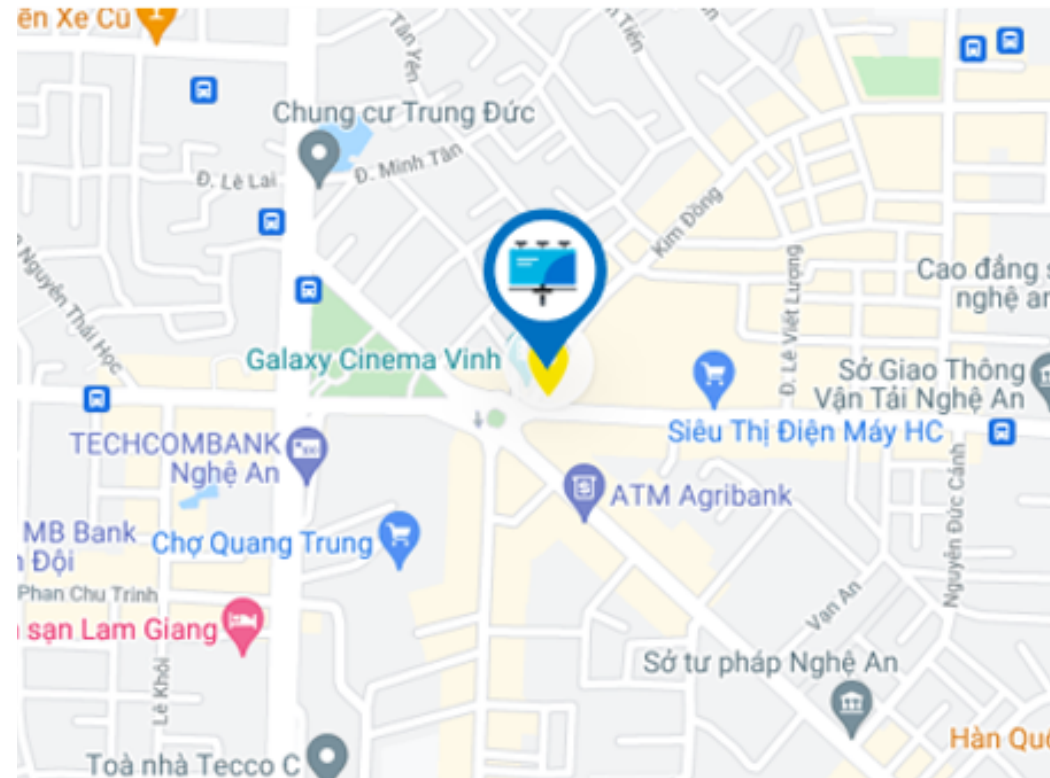 ến Xe Cũ
Tân Yên
Tiến
Chung cư Trung Đức
Đ. Minh Tân
Đ. Lê Lai
Kim Đồng
Nguyễn Thái Học
Đ. Lê Viết Lượng
Cao đẳng s
nghệ an
Galaxy Cinema Vinh
Sở Giao Thông
Vận Tải Nghệ An
Siêu Thị Điện Máy HC
TECHCOMBANK
Nghệ An
ATM Agribank
Nguyễn Đức Cảnh
MB Bank
n Đội
Chợ Quang Trung
Phan Chu Trinh
sạn Lam Giang
Vạn An
Lê Khôi
Sở tư pháp Nghệ An
Hàn Quố
Toà nhà Tecco C